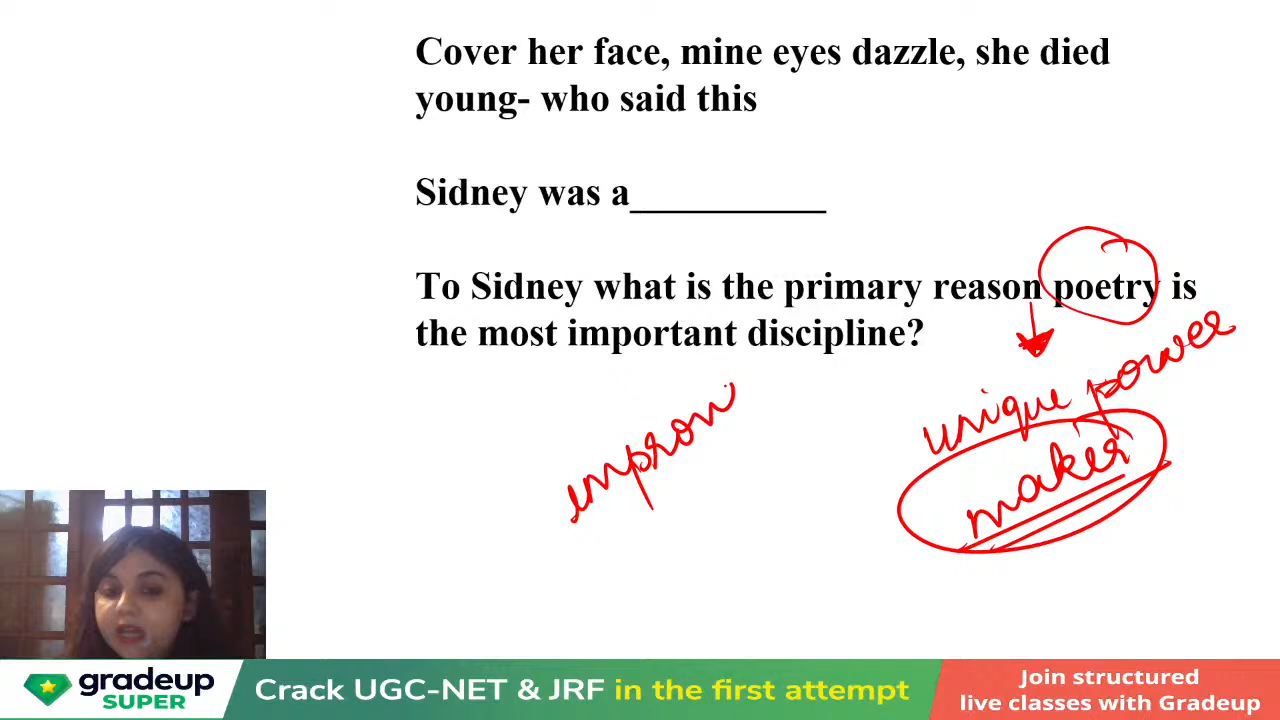 Cover her face, mine eyes dazzle, she died
young- who said this
Sidney was a__________
To Sidney what is the primary reason poetry is
the most important discipline?
unique power
maker
improv
gradeup
SUPER
Crack UGC-NET & JRF in the first attempt
Join structured
live classes with Gradeup